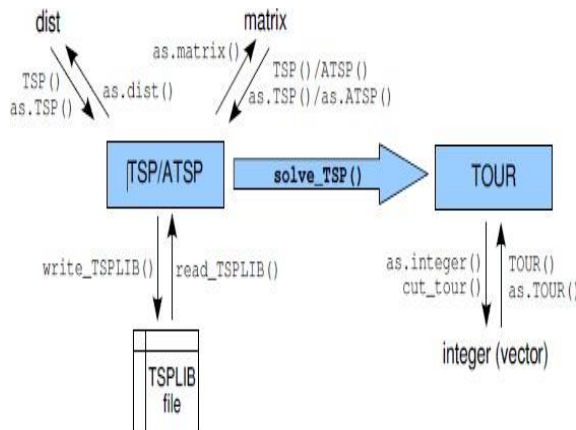 dist
matrix
as.matrix()
TSP()
as.TSP()
as.dist()
TSP()/ATSP()
as.TSP()/as.ATSP()
TSP/ATSP
solve_TSP()
TOUR
write_TSPLIB()
read_TSPLIB()
as.integer()
cut_tour()
TOUR()
as.TOUR()
TSPLIB
file
integer (vector)